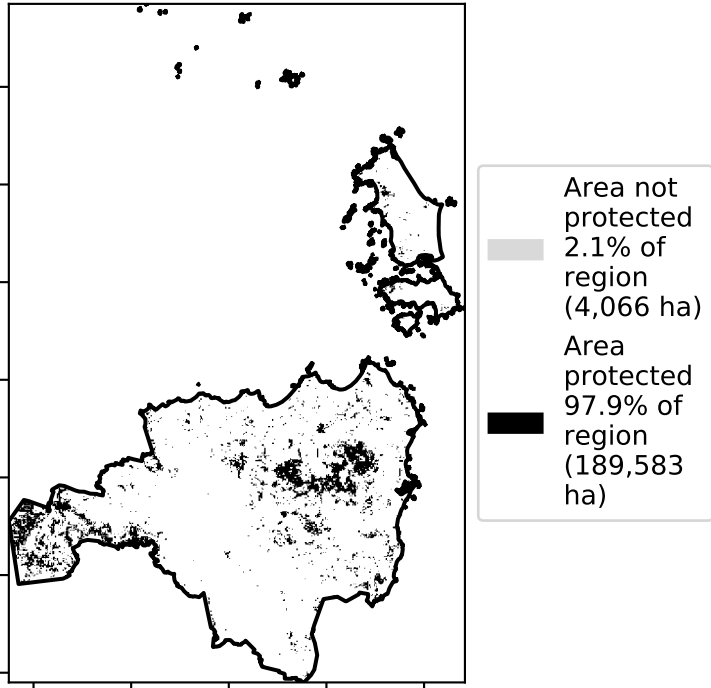 Area not
protected
2.1% of
region
(4,066 ha)
Area
protected
97.9% of
region
(189,583
ha)